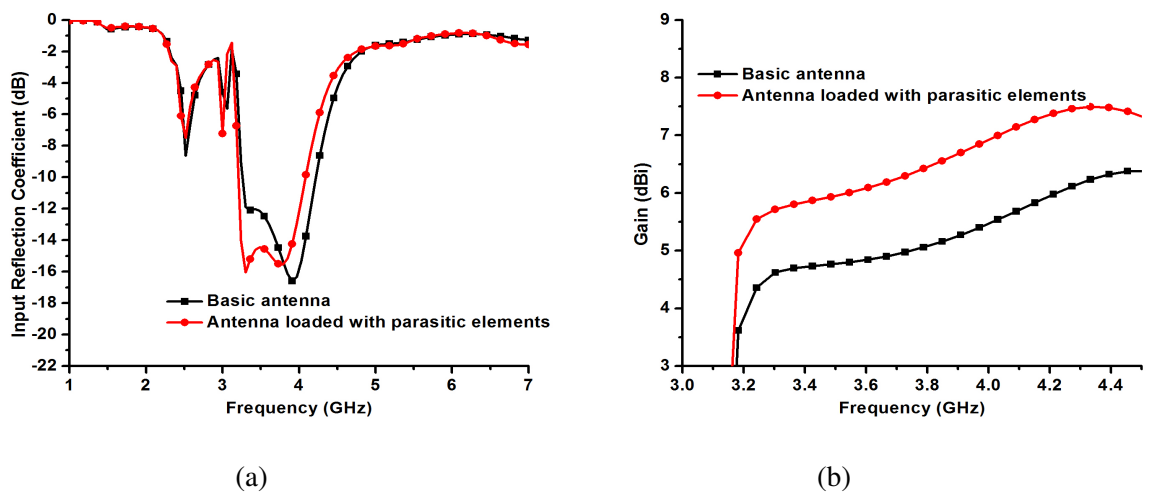 0
-2
-4
-6
-8
-10
-12
-14
-16
-18
-20
-22
Input Reflection Coefficient (dB)
Basic antenna
Antenna loaded with parasitic elements
1 2 3 4 5 6 7
Frequency (GHz)
(a)
9
8
7
6
5
4
3
Gain (dBi)
Basic antenna
Antenna loaded with parasitic elements
3.0 3.2 3.4 3.6 3.8 4.0 4.2 4.4
Frequency (GHz)
(b)